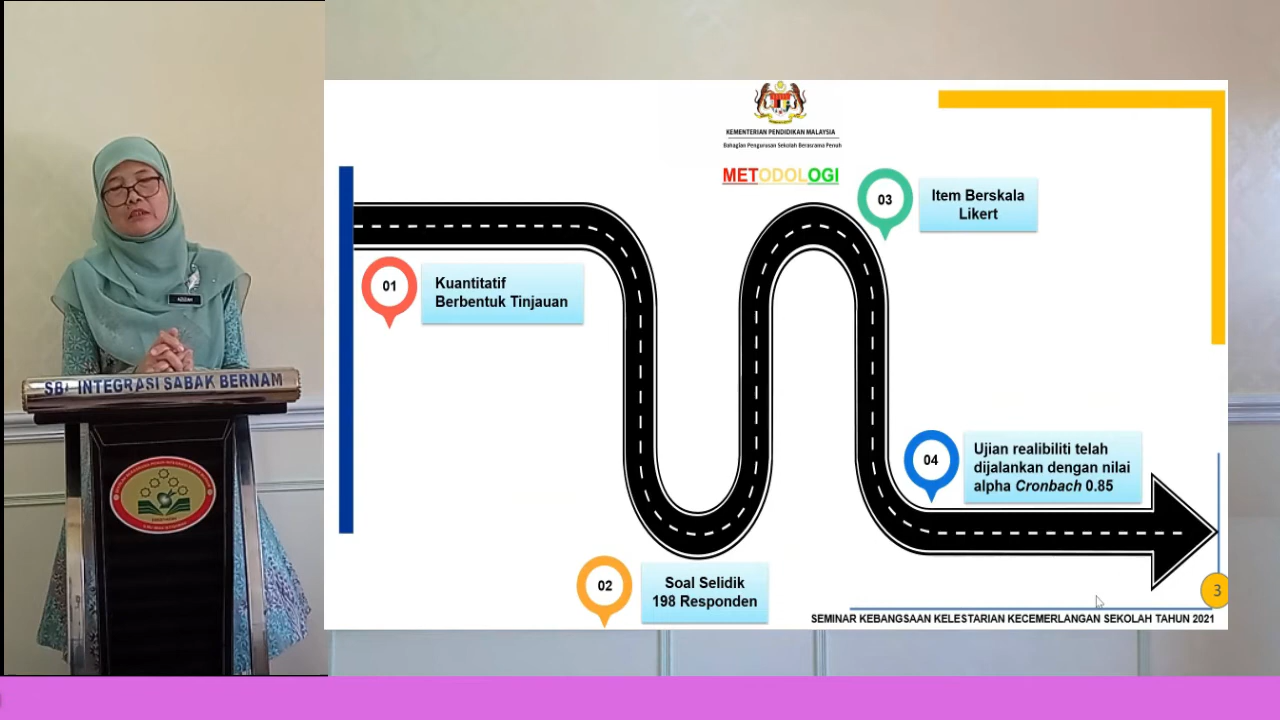 KEMENTERIAN PENDIDIKAN MALAYSIA
Bahagian Pengurusan Sekolah Berasrama Penuh
METODOLOGI
01
Kuantitatif
Berbentuk Tinjauan
02
Soal Selidik
198 Responden
03
Item Berskala
Likert
04
Ujian realibiliti telah
dijalankan dengan nilai
alpha Cronbach 0.85
3
SEMINAR KEBANGSAAN KELESTARIAN KECEMERLANGAN SEKOLAH TAHUN 2021
INTEGRASI SABAK BERNAM